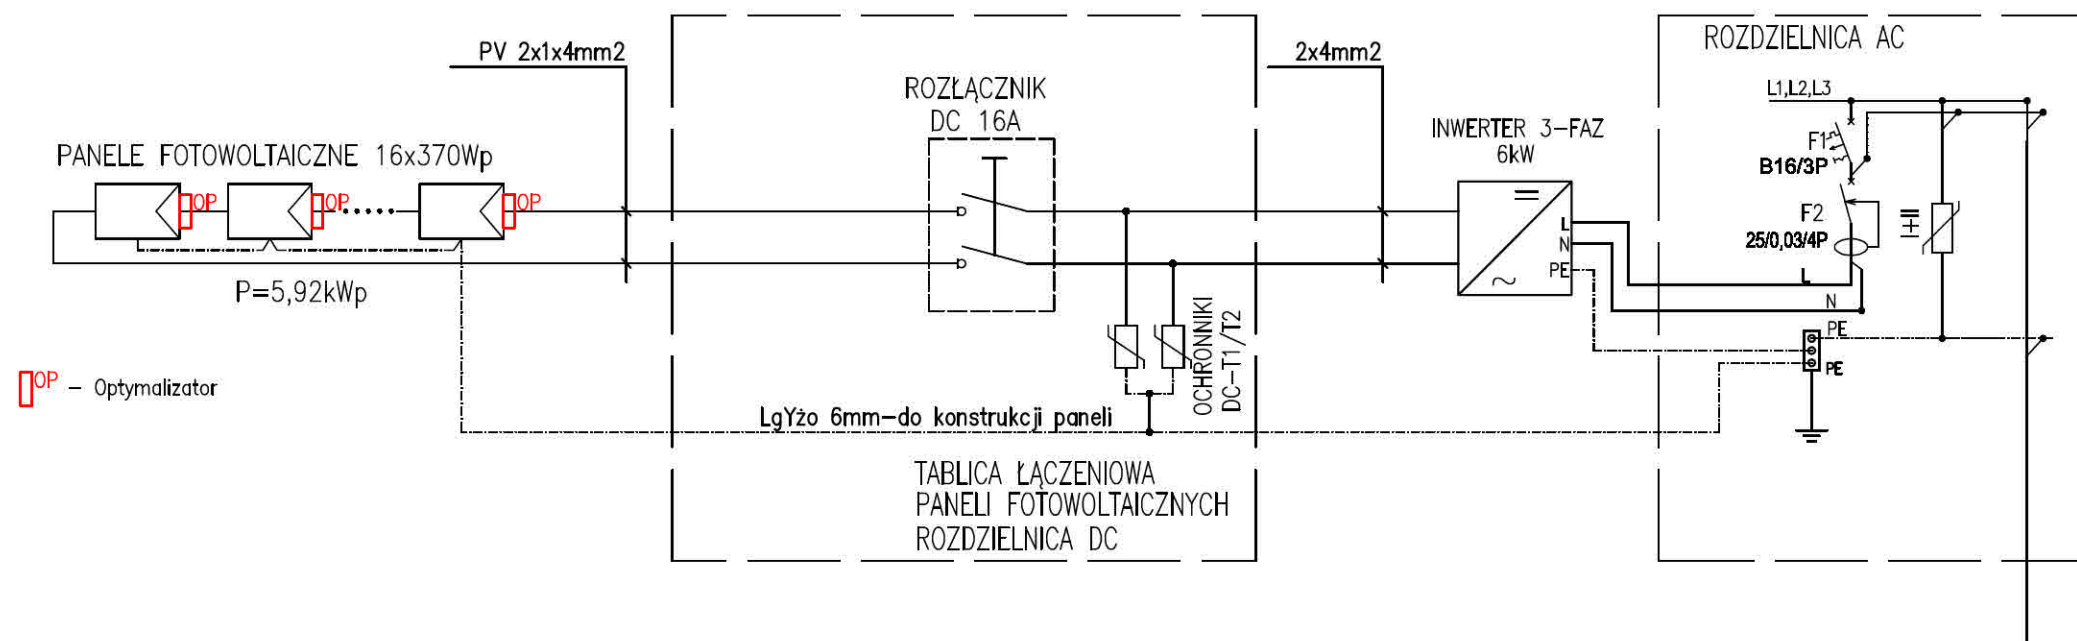 PV 2x1x4mm2
2x4mm2
ROZDZIELNICA AC
ROZŁĄCZNIK
DC 16A
L1,L2,L3
INWERTER 3-FAZ
6kW
PANELE FOTOWOLTAICZNE 16x370Wp
F1
B16/3P
OP
OP
OP
F2
25/0,03/4P
I+II
L
N
PE
L
N
P=5,92kWp
OCHRONNIKI
DC-T1/T2
PE
PE
OP - Optymalizator
LgYżo 6mm-do konstrukcji paneli
TABLICA ŁĄCZENIOWA
PANELI FOTOWOLTAICZNYCH
ROZDZIELNICA DC